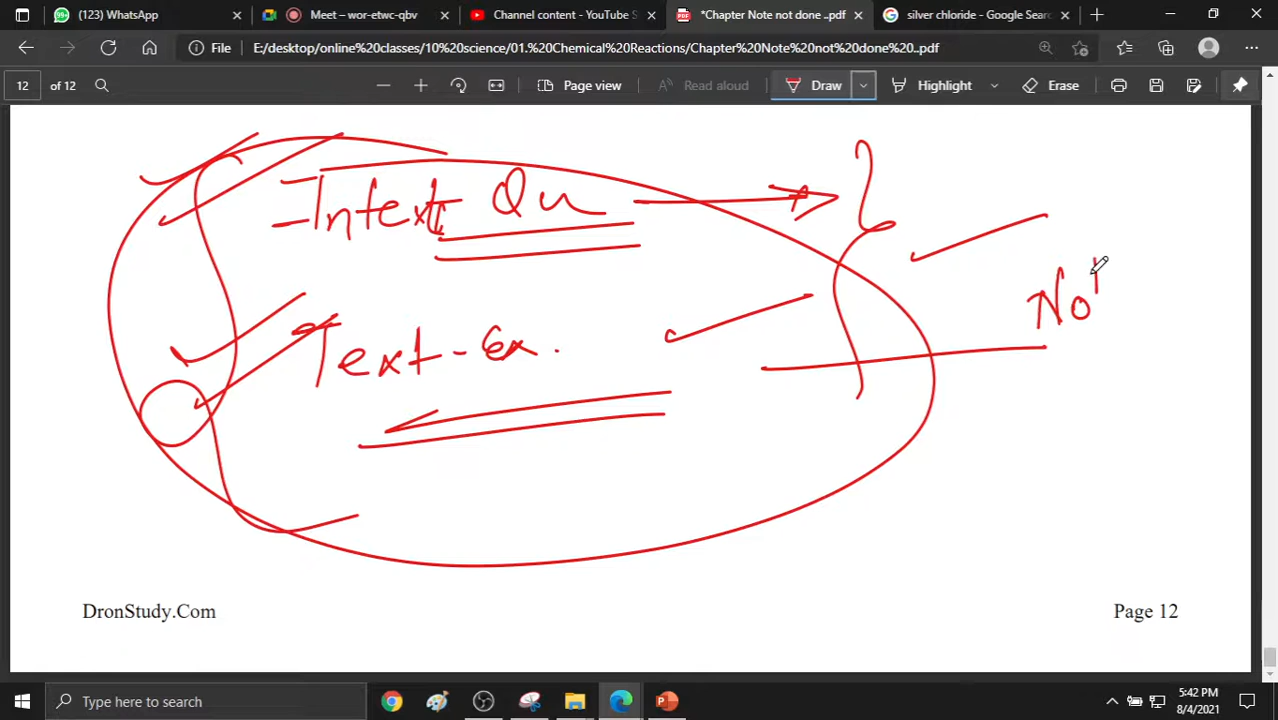 (123) WhatsApp
Meet – wor-etwc-qbv
Channel content - YouTube S
*Chapter Note not done ..pdf
silver chloride - Google Sear
File
E:/desktop/online%20classes/10%20science/01.%20Chemical%20Reactions/Chapter%20Note%20not%20done%20..pdf
12 of 12
Page view
Read aloud
Draw
Highlight
Erase
Intext Qu
Not
Text-Ex.
DronStudy.Com
Page 12
Type here to search
5:42 PM
8/4/2021